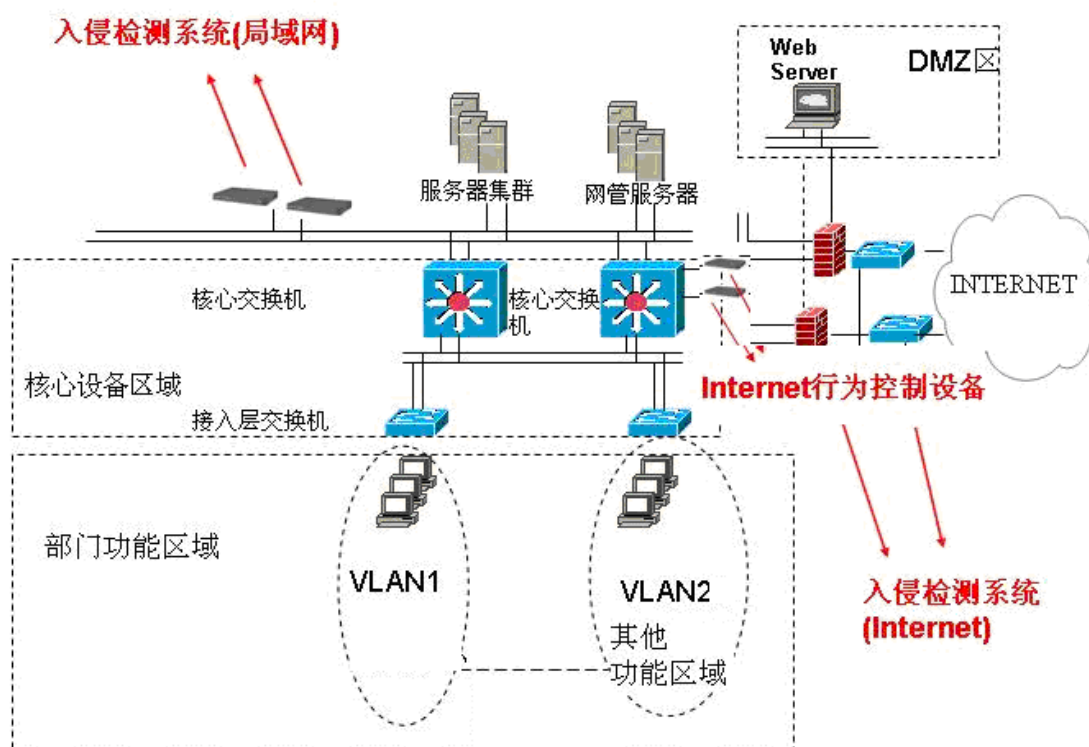 入侵检测系统(局域网)
Web
Server
DMZ区
服务器集群
网管服务器
核心交换机
核心交换
机
INTERNET
核心设备区域
Internet行为控制设备
接入层交换机
部门功能区域
VLAN1
VLAN2
其他
功能区域
入侵检测系统
(Internet)